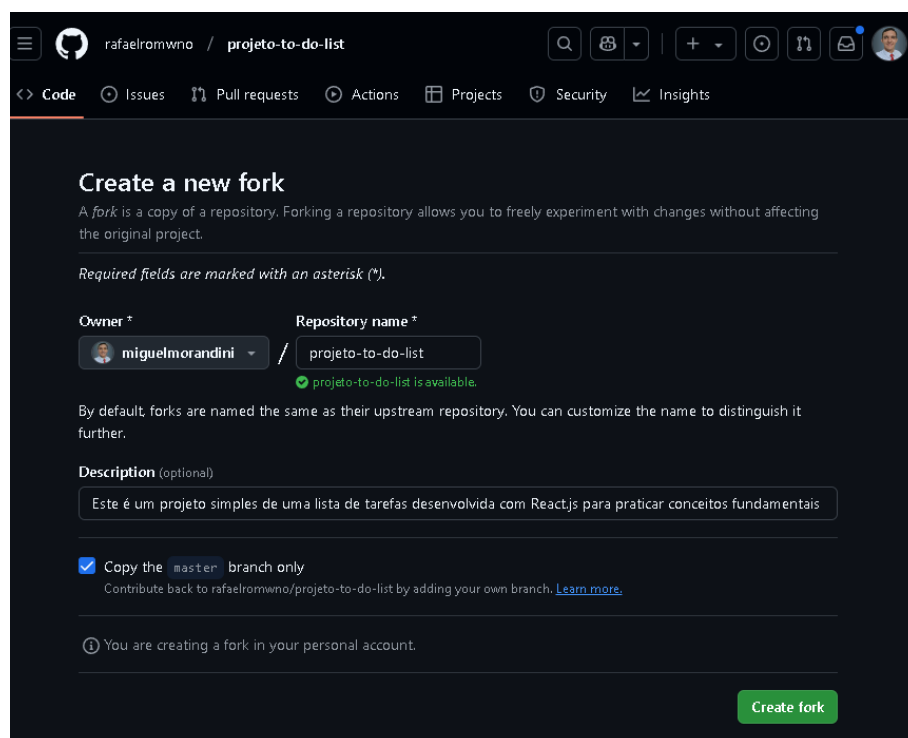 rafaelromwno / projeto-to-do-list
<> Code Issues Pull requests Actions Projects Security Insights
Create a new fork
A fork is a copy of a repository. Forking a repository allows you to freely experiment with changes without affecting
the original project.
Required fields are marked with an asterisk (*).
Owner * Repository name *
miguelmorandini / projeto-to-do-list
projeto-to-do-list is available.
By default, forks are named the same as their upstream repository. You can customize the name to distinguish it
further.
Description (optional)
Este é um projeto simples de uma lista de tarefas desenvolvida com React.js para praticar conceitos fundamentais
Copy the master branch only
Contribute back to rafaelromwno/projeto-to-do-list by adding your own branch. Learn more.
You are creating a fork in your personal account.
Create fork